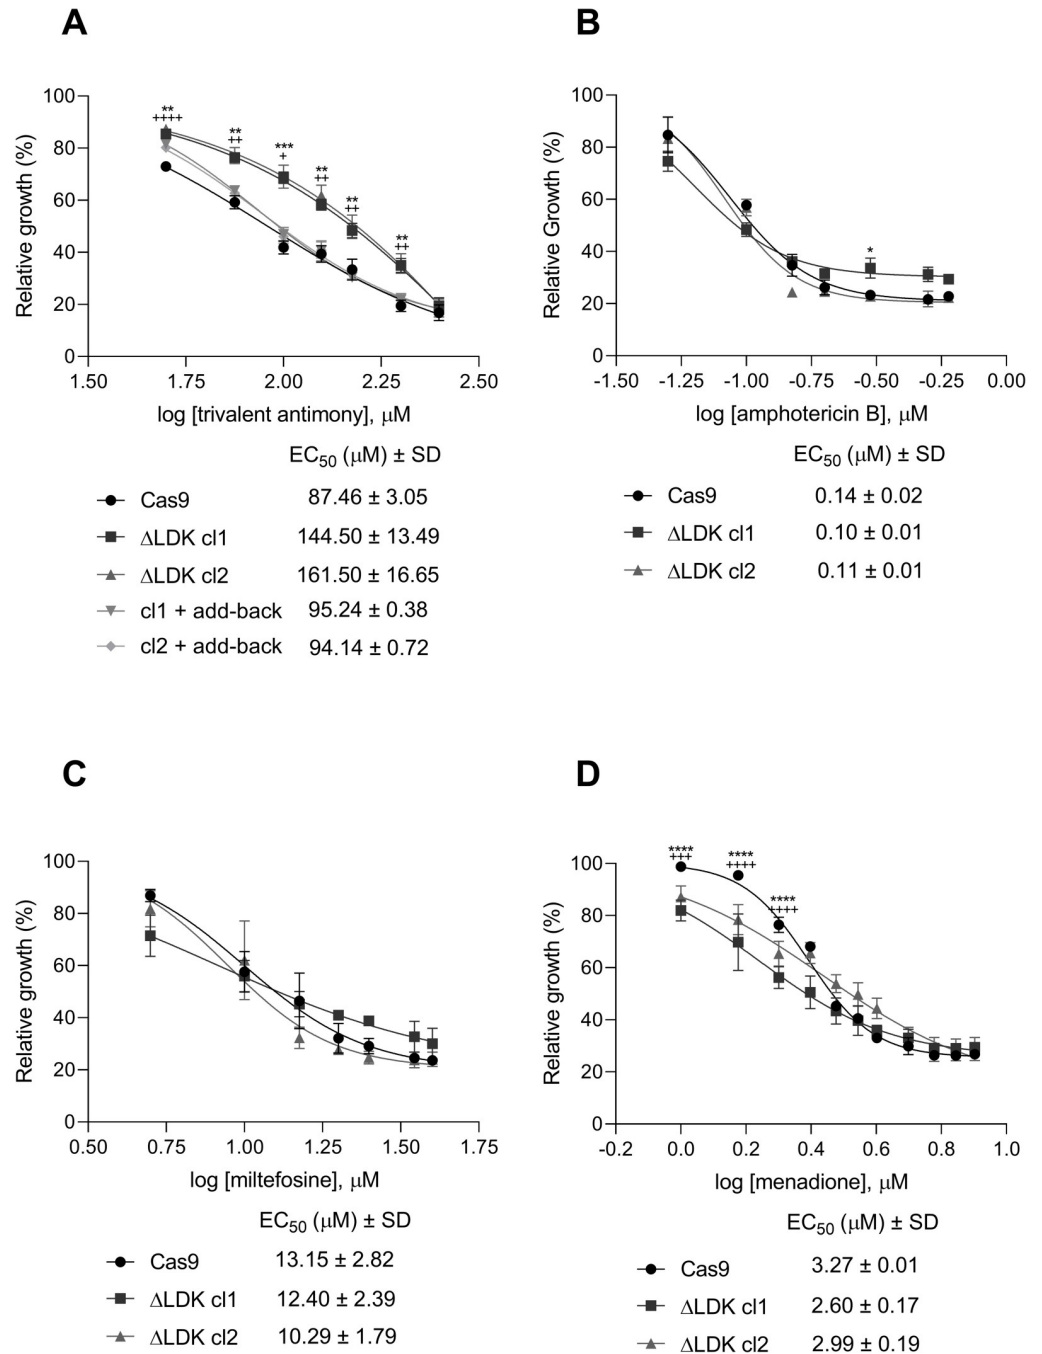 A
100
80
60
40
20
0
Relative growth (%)
**
++++
**
++
***
+
**
++
**
++
**
++
1.50 1.75 2.00 2.25 2.50
log [trivalent antimony], μM
EC50 (μM) ± SD
Cas9 87.46 ± 3.05
ΔLDK cl1 144.50 ± 13.49
ΔLDK cl2 161.50 ± 16.65
cl1 + add-back 95.24 ± 0.38
cl2 + add-back 94.14 ± 0.72
B
100
80
60
40
20
0
Relative Growth (%)
*
-1.50 -1.25 -1.00 -0.75 -0.50 -0.25 0.00
log [amphotericin B], μM
EC50 (μM) ± SD
Cas9 0.14 ± 0.02
ΔLDK cl1 0.10 ± 0.01
ΔLDK cl2 0.11 ± 0.01
C
100
80
60
40
20
0
Relative growth (%)
0.50 0.75 1.00 1.25 1.50 1.75
log [miltefosine], μM
EC50 (μM) ± SD
Cas9 13.15 ± 2.82
ΔLDK cl1 12.40 ± 2.39
ΔLDK cl2 10.29 ± 1.79
D
100
80
60
40
20
0
Relative growth (%)
****
+++
****
++++
****
++++
-0.2 0.0 0.2 0.4 0.6 0.8 1.0
log [menadione], μM
EC50 (μM) ± SD
Cas9 3.27 ± 0.01
ΔLDK cl1 2.60 ± 0.17
ΔLDK cl2 2.99 ± 0.19